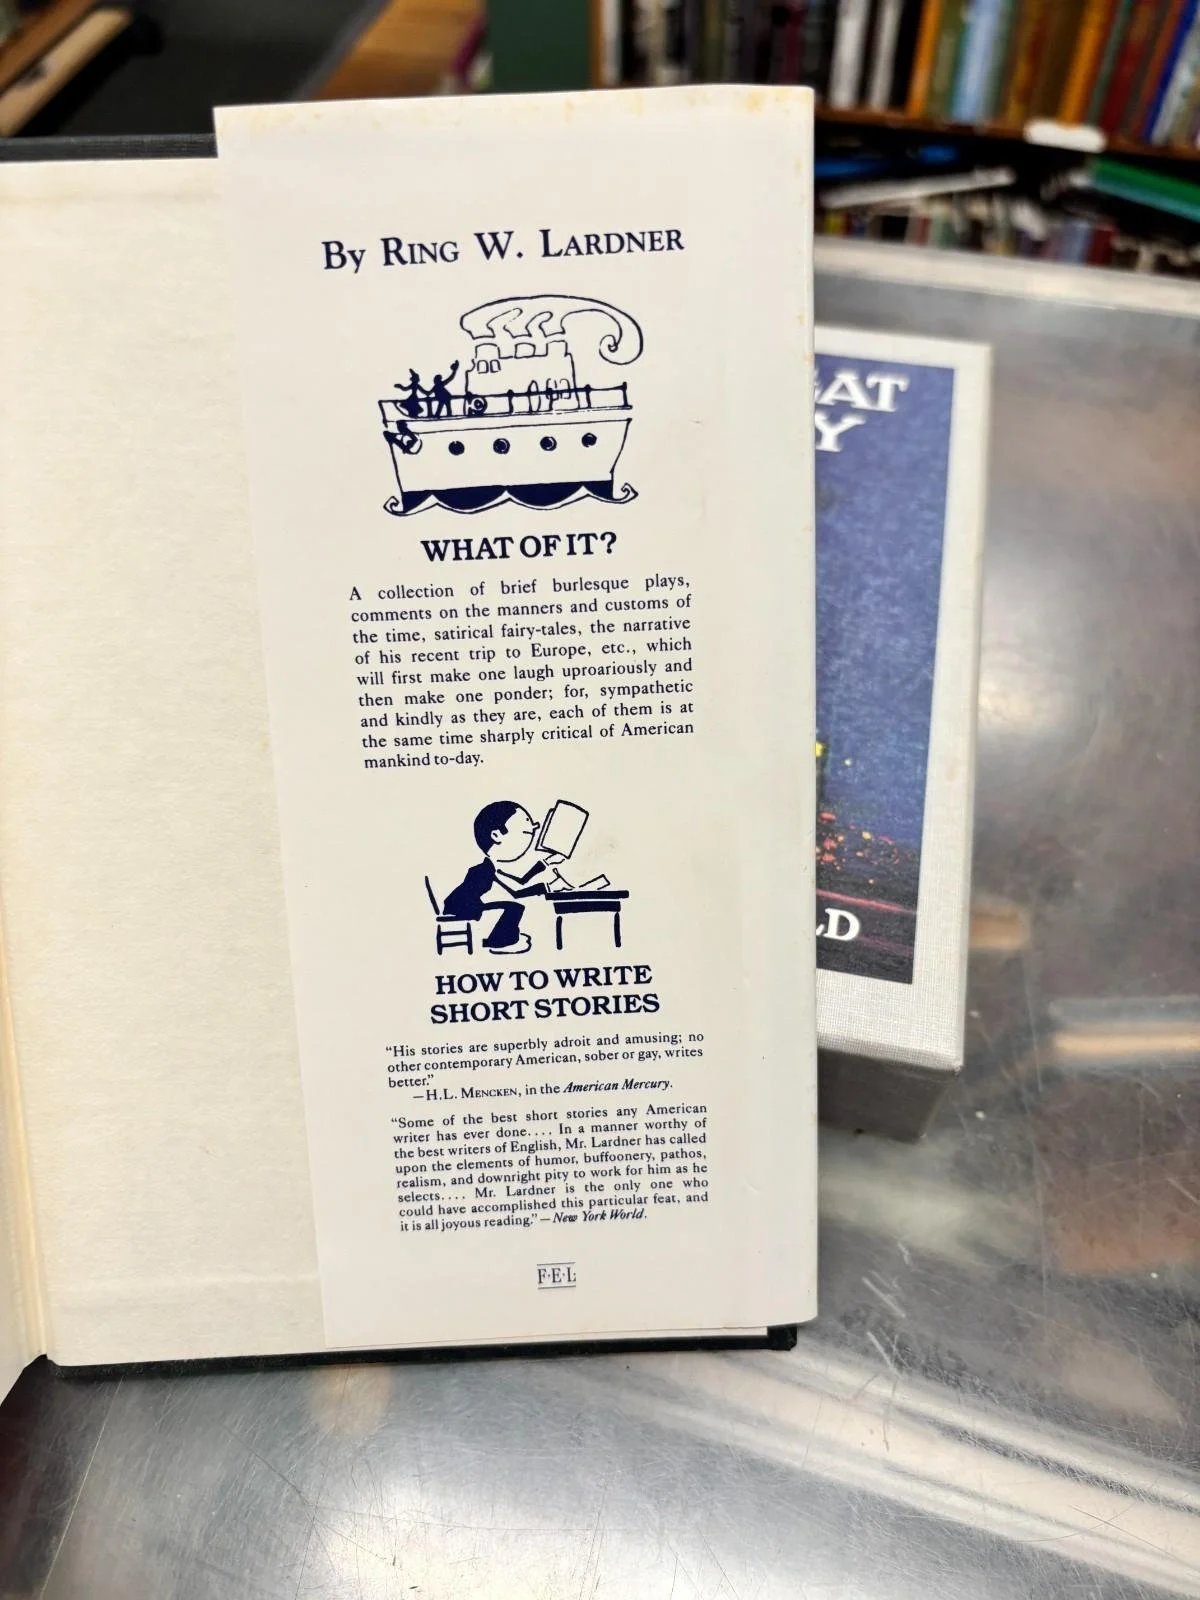 By RING W. LARDNER
WHAT OF IT?
A collection of brief burlesque plays,
comments on the manners and customs of
the time, satirical fairy-tales, the narrative
of his recent trip to Europe, etc., which
will first make one laugh uproariously and
then make one ponder; for, sympathetic
and kindly as they are, each of them is at
the same time sharply critical of American
mankind to-day.
HOW TO WRITE
SHORT STORIES
“His stories are superbly adroit and amusing; no
other contemporary American, sober or gay, writes
better.”
—H.L. MENCKEN, in the American Mercury.
“Some of the best short stories any American
writer has ever done.... In a manner worthy of
the best writers of English, Mr. Lardner has called
upon the elements of humor, buffoonery, pathos,
realism, and downright pity to work for him as he
selects.... Mr. Lardner is the only one who
could have accomplished this particular feat, and
it is all joyous reading.”—New York World.
F·E·L
AT
Y
LD